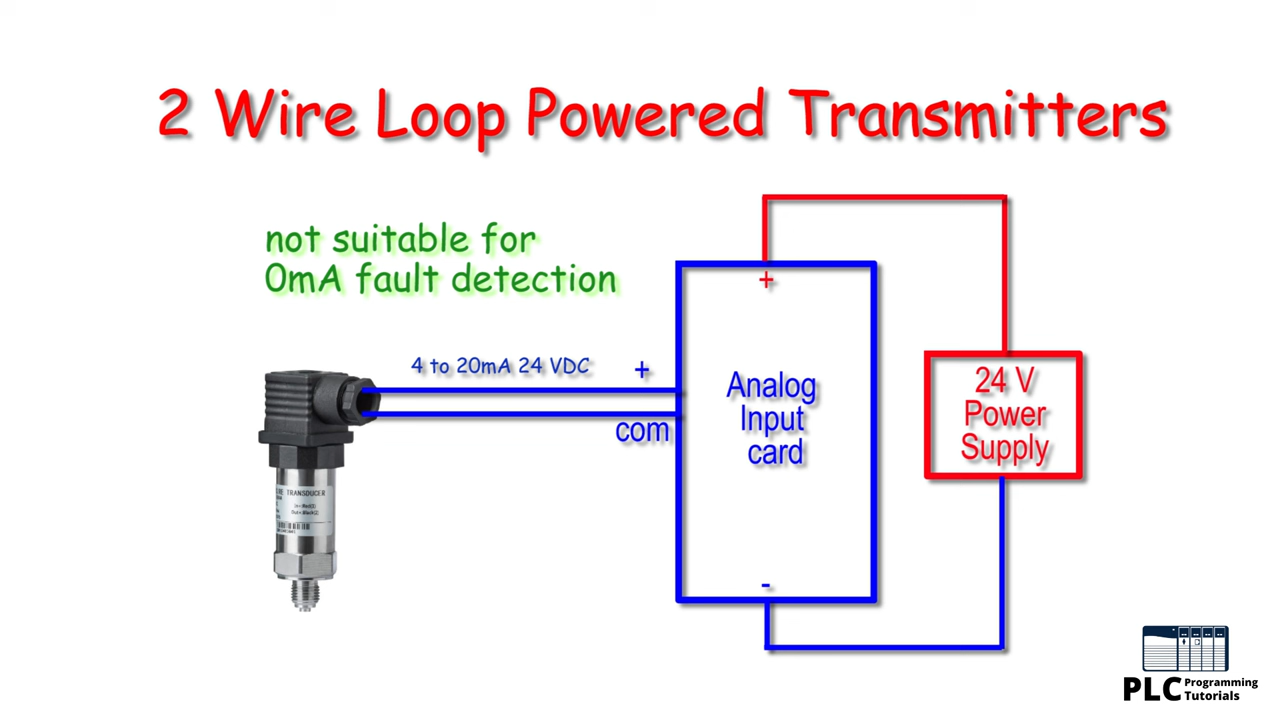 2 Wire Loop Powered Transmitters
not suitable for
0mA fault detection
4 to 20mA 24 VDC
+
com
+
Analog
Input
card
-
24 V
Power
Supply
TRANSDUCER
PLC Programming
Tutorials